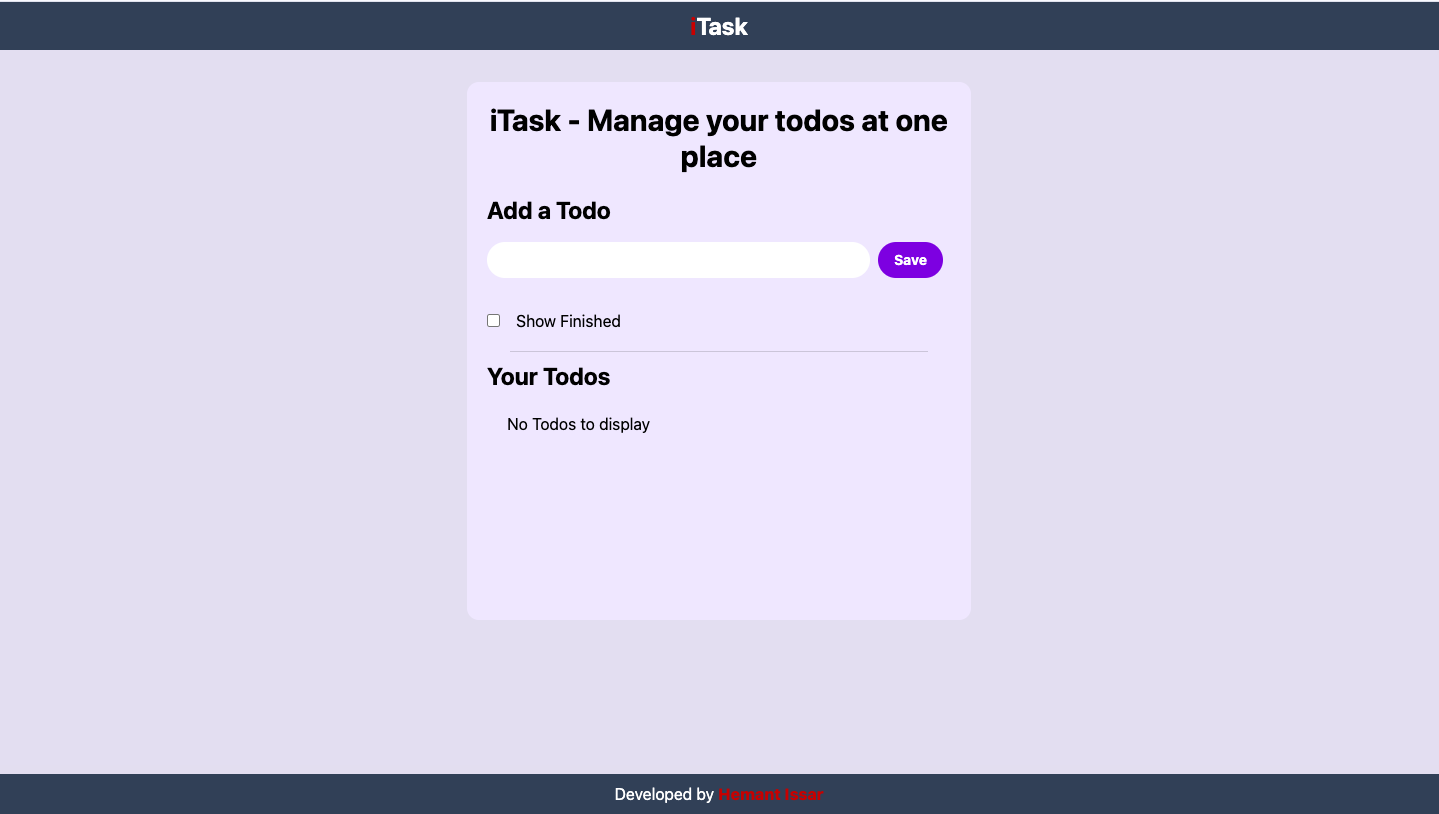 iTask
iTask - Manage your todos at one
place
Add a Todo
Save
Show Finished
Your Todos
No Todos to display
Developed by Hemant Issar